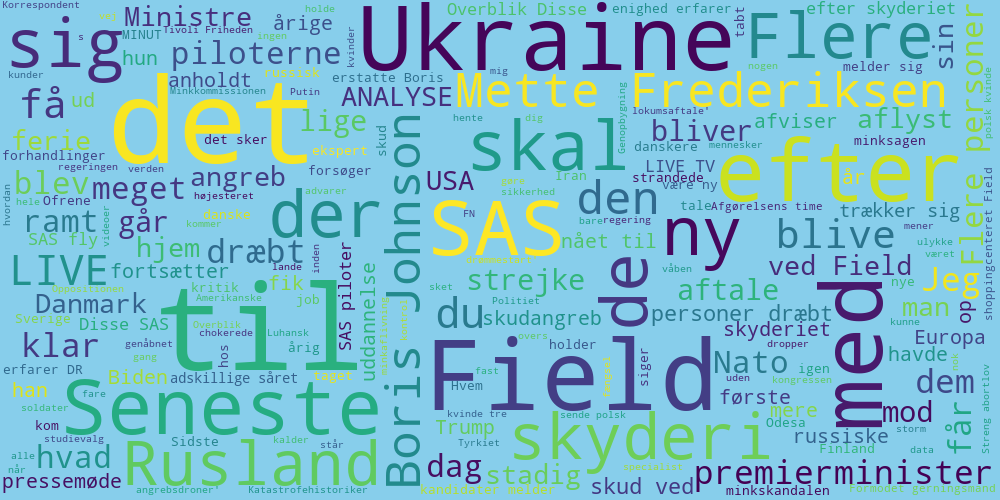 Korrespondent
sig
vej
Ministre
årige
holde
kvinder
Ukraine
Overblik Disse
enighed erfarer
tabt
Flere
efter skyderiet
sin
s
Tivoli Friheden
MINUT
hun
piloterne
ingen
melder sig
nogen
kunder
anholdt
russisk
erstatte Boris
mig
polsk kvinde
få
ud
det
Minkkommissionen
Putin
ANALYSE
Mette Frederiksen
lokumsaftale"
Flere personer
Genopbygning
ferie
det sker
lige
skud
hente
dig
skal
bliver
afviser
aflyst
danskere
minksagen
mennesker
forhandlinger
regeringen
verden
ekspert
forsøger
Iran
LIVE TV
strandede
efter
år
blev
meget
angreb
højesteret
advarer
USA
sikkerhed
være ny
hvordan
hele
Ofrene
danske
kommer
der
Boris Johnson
SAS
FN
den
bare
regering
tale
Afgørelsens time
trækker sig
mener
ramt
går
videoer
dræbt
ny
blive
ulykke
været
shoppingcenteret Field
SAS fly
hjem
nået til
LIVE
fortsætter
lande
inden
strejke
de
våben
ved Field
nye
Jeg
kritik
fik
job
Amerikanske
sket
aftale
med
man
op
Danmark
til
SAS piloter
uddannelse
du
skudangreb
Politiet
personer dræbt
kunne
Sverige
Disse SAS
Overblik
Luhansk
chokerede
overs
skyderiet
Europa
klar
genåbnet
gang
årig
hos
Field
holder
siger
dropper
havde
erfarer DR
Biden
adskillige såret
taget
Hvem
fast
Nato
igen
uden
kongressen
nok
han
soldater
fare
Seneste
kvinde tre
sende polsk
første
dem
kom
Trump
skyderi
mere
Odesa
mod
storm
får
Streng abortlov
studievalg
Sidste
kalder
står
Tyrkiet
russiske
Finland
data
hvad
alle
når
Rusland
dag
stadig
premierminister
pressemøde
angrebsdroner'
Katastrofehistoriker
kandidater melder
skud ved
minkskandalen
formodet gerningsmand